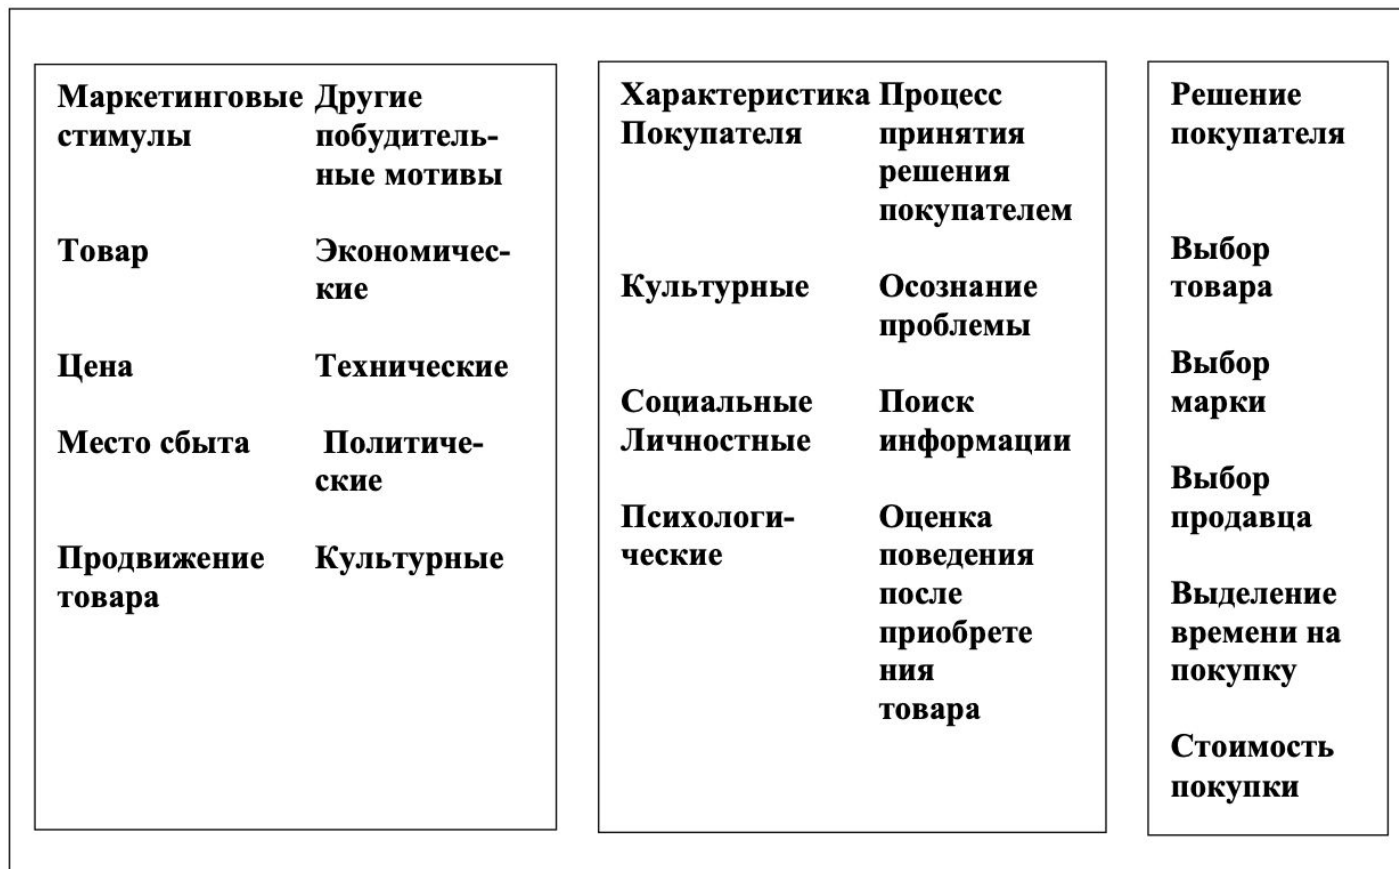 Маркетинговые
стимулы
Товар
Цена
Место сбыта
Продвижение
товара
Другие
побудитель-
ные мотивы
Экономичес-
кие
Технические
Политиче-
ские
Культурные
Характеристика
Покупателя
Культурные
Социальные
Личностные
Психологи-
ческие
Процесс
принятия
решения
покупателем
Осознание
проблемы
Поиск
информации
Оценка
поведения
после
приобрете
ния
товара
Решение
покупателя
Выбор
товара
Выбор
марки
Выбор
продавца
Выделение
времени на
покупку
Стоимость
покупки